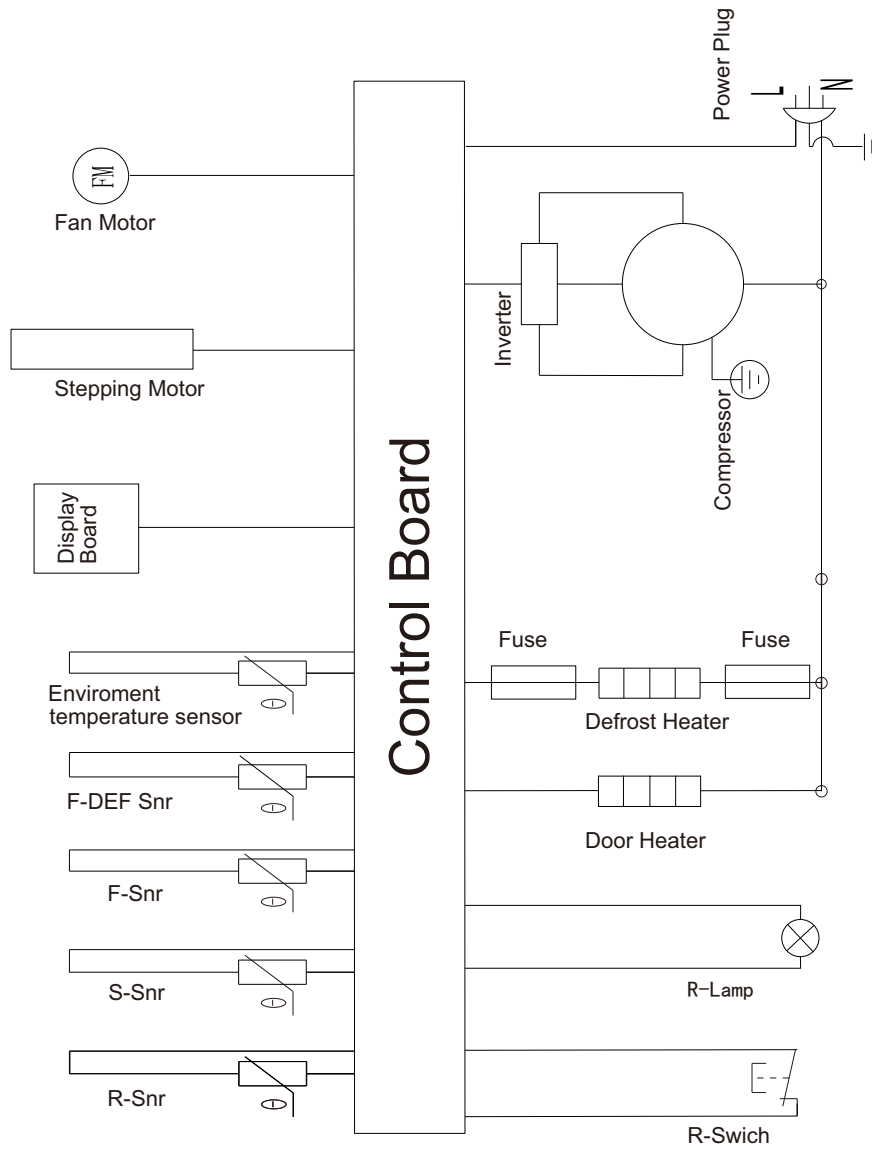 Power Plug
L
N
FM
Fan Motor
Inverter
Stepping Motor
Compressor
Control Board
Display
Board
Fuse
Fuse
Enviroment
temperature sensor
Defrost Heater
F-DEF Snr
Door Heater
F-Snr
S-Snr
R-Lamp
R-Snr
R-Swich